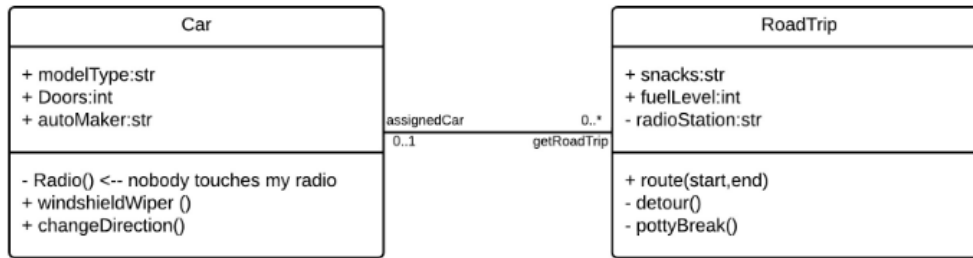 Car
+ modelType:str
+ Doors:int
+ autoMaker:str
- Radio() <-- nobody touches my radio
+ windshieldWiper ()
+ changeDirection()
assignedCar
0..1
0..*
getRoadTrip
RoadTrip
+ snacks:str
+ fuelLevel:int
- radioStation:str
+ route(start,end)
- detour()
- pottyBreak()